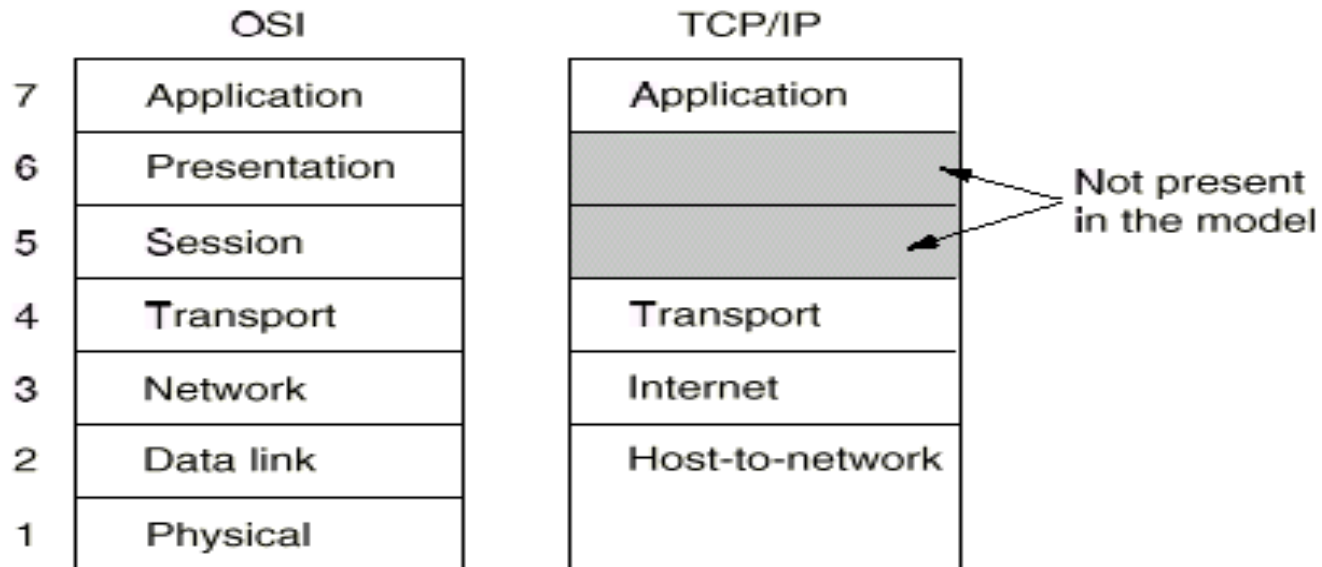 OSI TCP/IP
7 Application Application
6 Presentation
Not present
in the model
5 Session
4 Transport Transport
3 Network Internet
2 Data link Host-to-network
1 Physical